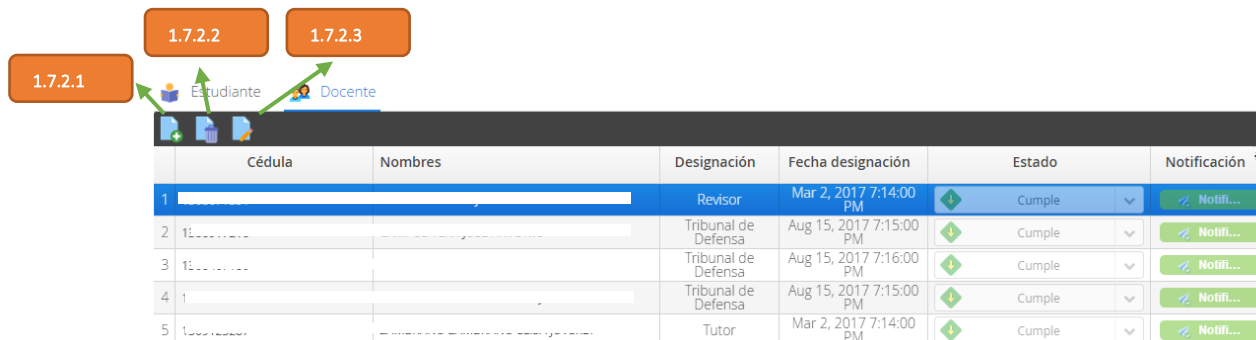 1.7.2.2 1.7.2.3
1.7.2.1
Estudiante Docente
Cédula Nombres Designación Fecha designación Estado Notificación
1 Revisor Mar 2, 2017 7:14:00 PM Cumple Notifi...
2 Tribunal de Defensa Aug 15, 2017 7:15:00 PM Cumple Notifi...
3 Tribunal de Defensa Aug 15, 2017 7:16:00 PM Cumple Notifi...
4 Tribunal de Defensa Aug 15, 2017 7:15:00 PM Cumple Notifi...
5 Tutor Mar 2, 2017 7:14:00 PM Cumple Notifi...